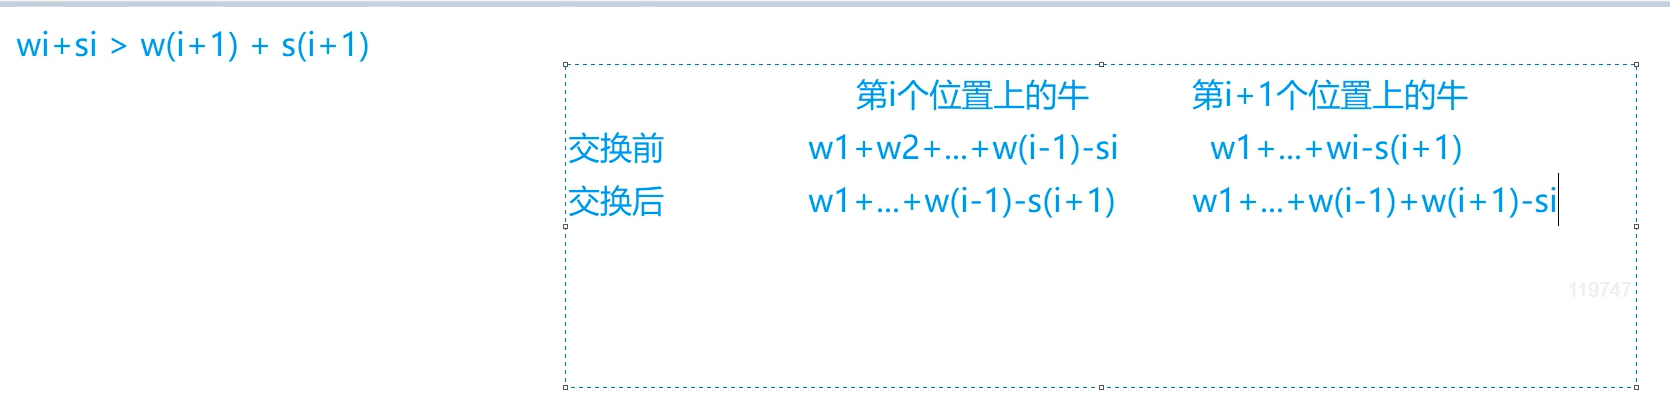 wi+si > w(i+1) + s(i+1)
第i个位置上的牛 第i+1个位置上的牛
交换前 w1+w2+...+w(i-1)-si w1+...+wi-s(i+1)
交换后 w1+...+w(i-1)-s(i+1) w1+...+w(i-1)+w(i+1)-si
119747